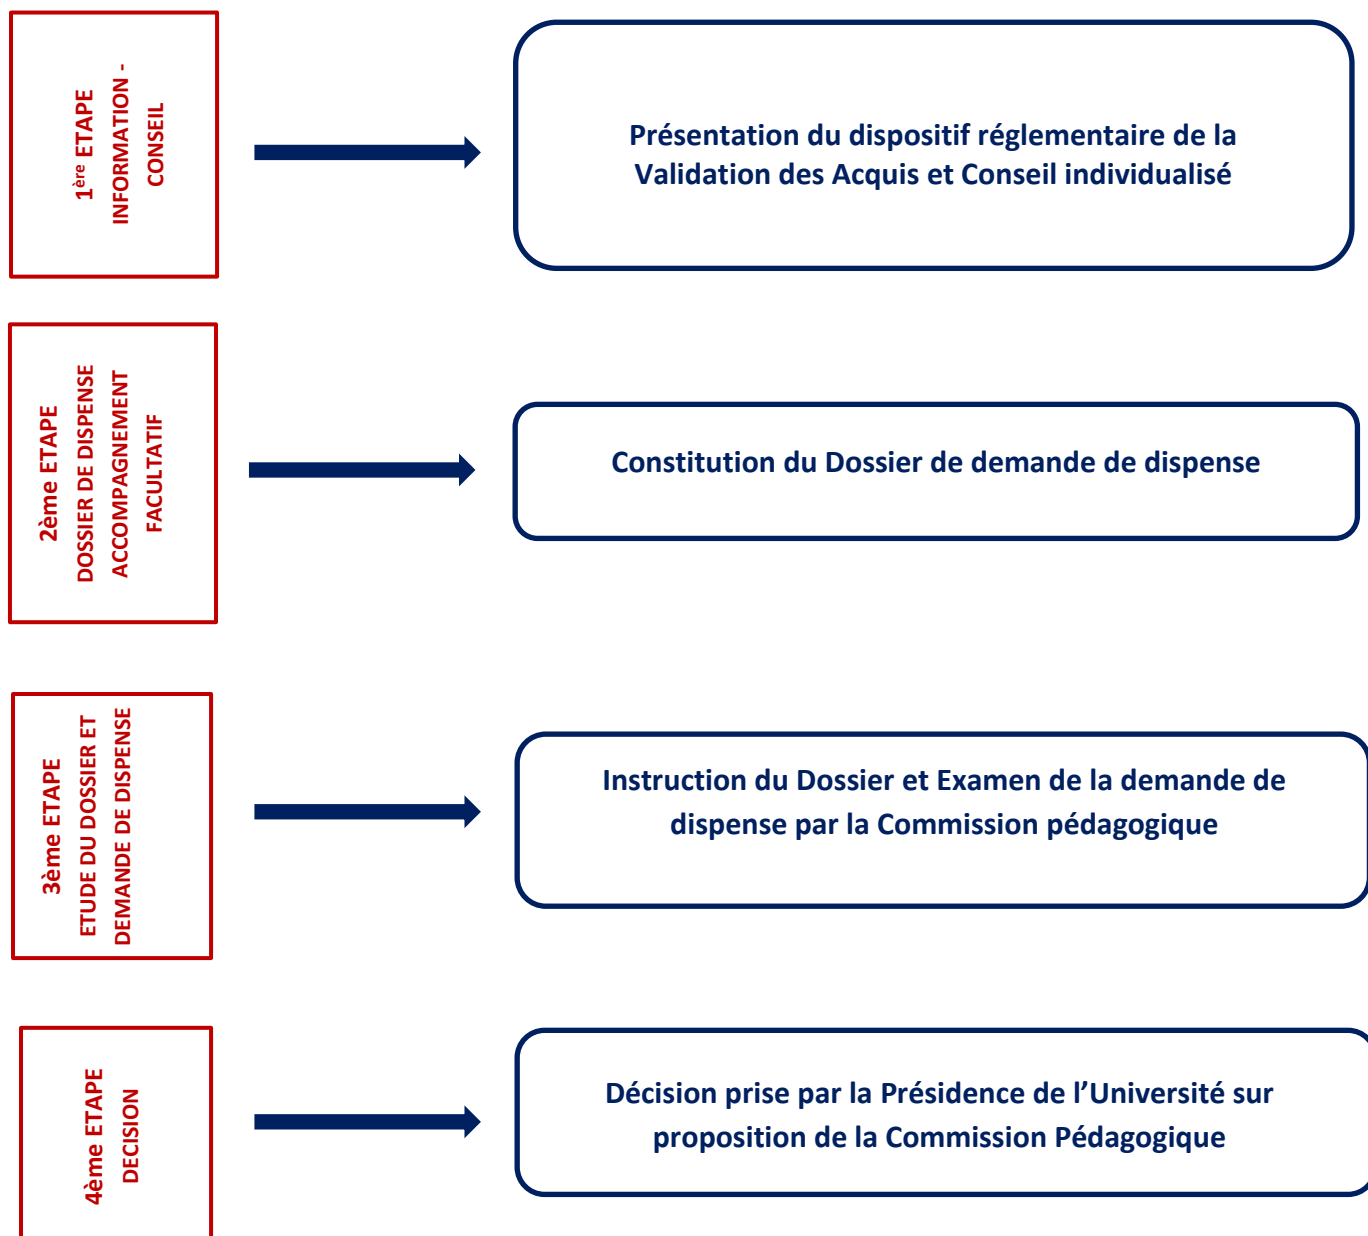 1ère ETAPE
INFORMATION -
CONSEIL
Présentation du dispositif réglementaire de la
Validation des Acquis et Conseil individualisé
2ème ETAPE
DOSSIER DE DISPENSE
ACCOMPAGNEMENT
FACULTATIF
Constitution du Dossier de demande de dispense
3ème ETAPE
ETUDE DU DOSSIER ET
DEMANDE DE DISPENSE
Instruction du Dossier et Examen de la demande de
dispense par la Commission pédagogique
4ème ETAPE
DECISION
Décision prise par la Présidence de l’Université sur
proposition de la Commission Pédagogique